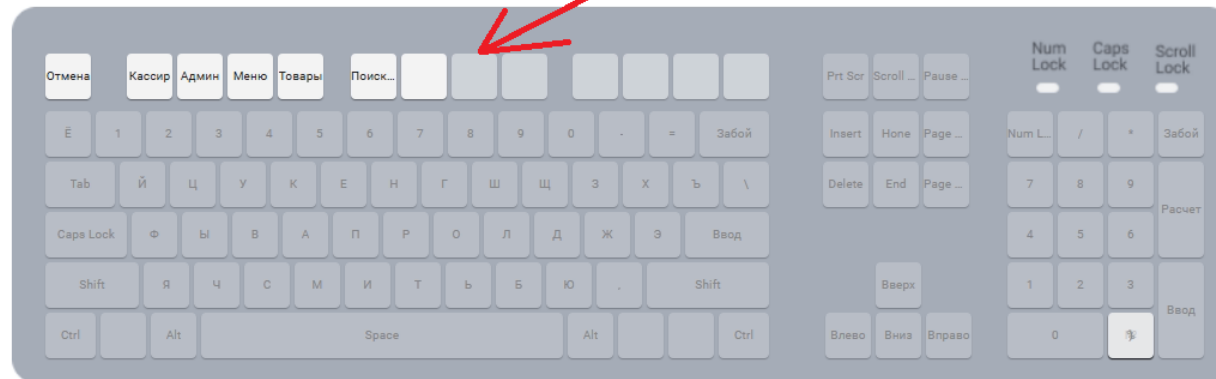 Num Lock Caps Lock Scroll Lock
Отмена Кассир Админ Меню Товары Поиск... Prt Scr Scroll ... Pause ...
Ё 1 2 3 4 5 6 7 8 9 0 - = Забой Insert Hone Page ... Num L... / * Забой
Tab Й Ц У К Е Н Г Ш Щ З Х Ъ \ Delete End Page ... 7 8 9 Расчет
Caps Lock Ф Ы В А П Р О Л Д Ж Э Ввод 4 5 6
Shift Я Ч С М И Т Ь Б Ю . Shift Вверх 1 2 3 Ввод
Ctrl Alt Space Alt Ctrl Влево Вниз Вправо 0